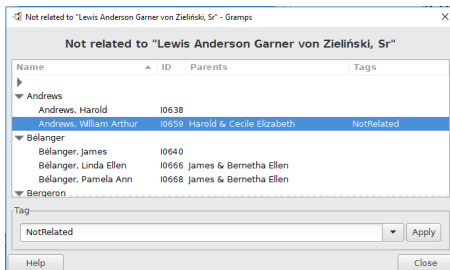 Not related to "Lewis Anderson Garner von Zieliński, Sr" - Gramps
Not related to "Lewis Anderson Garner von Zieliński, Sr"
Name ID Parents Tags
Andrews
Andrews, Harold I0638
Andrews, William Arthur I0659 Harold & Cecile Elizabeth NotRelated
Bélanger
Bélanger, James I0640
Bélanger, Linda Ellen I0666 James & Bernetha Ellen
Bélanger, Pamela Ann I0668 James & Bernetha Ellen
Bergeron
Tag
NotRelated Apply
Help Close